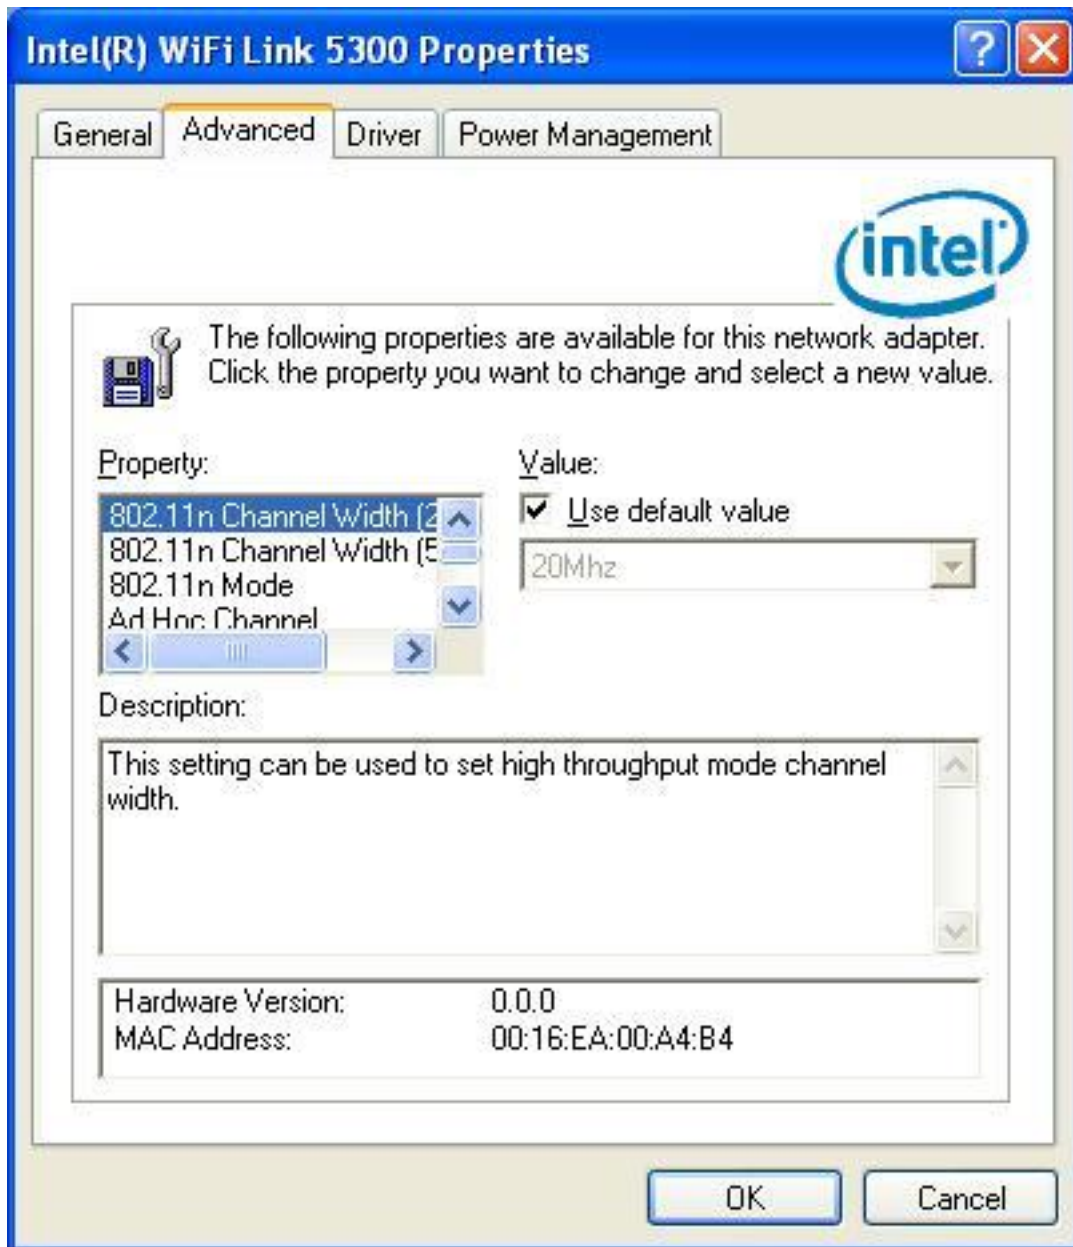 Intel(R) WiFi Link 5300 Properties
General Advanced Driver Power Management
intel
The following properties are available for this network adapter.
Click the property you want to change and select a new value.
Property:
802.11n Channel Width (2
802.11n Channel Width (5
802.11n Mode
Ad Hoc Channel
Value:
Use default value
20Mhz
Description:
This setting can be used to set high throughput mode channel
width.
Hardware Version: 0.0.0
MAC Address: 00:16:EA:00:A4:B4
OK Cancel